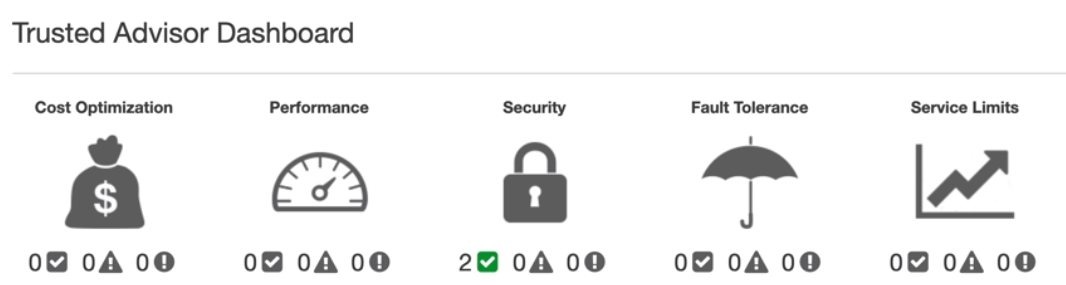 Trusted Advisor Dashboard
Cost Optimization Performance Security Fault Tolerance Service Limits
$
0 0 0 0 0 0 2 0 0 0 0 0 0 0 0